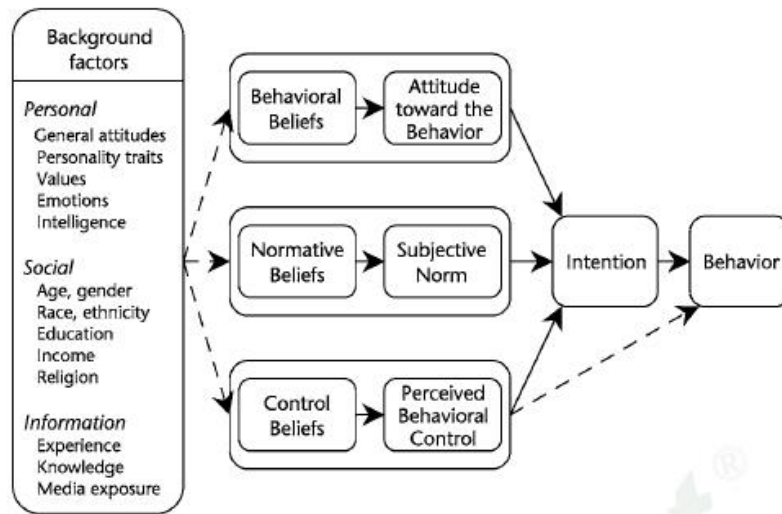 Background
factors
Personal
General attitudes
Personality traits
Values
Emotions
Intelligence
Social
Age, gender
Race, ethnicity
Education
Income
Religion
Information
Experience
Knowledge
Media exposure
Behavioral
Beliefs
Attitude
toward the
Behavior
Normative
Beliefs
Subjective
Norm
Control
Beliefs
Perceived
Behavioral
Control
Intention
Behavior
®